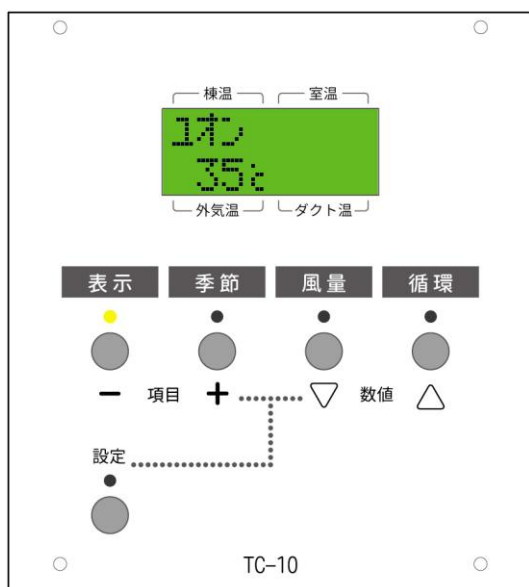 棟温 室温
ユオン
35℃
外気温 ダクト温
表示 季節 風量 循環
− 項目 + ▽ 数値 △
設定
TC-10